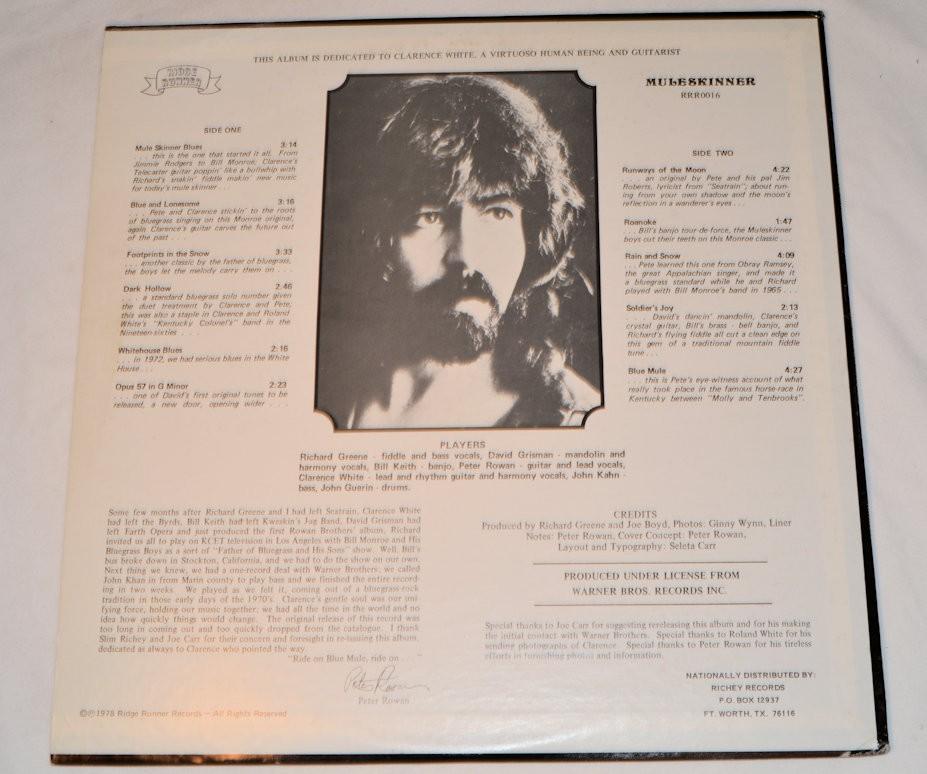 THIS ALBUM IS DEDICATED TO CLARENCE WHITE, A VIRTUOSO HUMAN BEING AND GUITARIST
RIDGE
RUNNER
MULESKINNER
RRR0016
SIDE ONE
Mule Skinner Blues 3:14
. . . this is the one that started it all. From
Jimmie Rodgers to Bill Monroe; Clarence's
Telecaster guitar poppin' like a bullwhip with
Richard's snakin' fiddle makin' new music
for today's mule skinner . . .
Blue and Lonesome 3:16
. . . Pete and Clarence stickin' to the roots
of bluegrass singing on this Monroe original,
again Clarence's guitar carves the future out
of the past . . .
Footprints in the Snow 3:33
. . . another classic by the father of bluegrass,
the boys let the melody carry them on . . .
Dark Hollow 2:46
. . . a standard bluegrass solo number given
the duet treatment by Clarence and Pete,
this was also a staple in Clarence and Roland
White's "Kentucky Colonel's" band in the
Nineteen sixties . . .
Whitehouse Blues 2:16
. . . in 1972, we had serious blues in the White
House . . .
Opus 57 in G Minor 2:23
. . . one of David's first original tunes to be
released, a new door, opening wider . . .
SIDE TWO
Runways of the Moon 4:22
. . . an original by Pete and his pal Jim
Roberts, lyricist from "Seatrain"; about run-
ing from your own shadow and the moon's
reflection in a wanderer's eyes . . .
Roanoke 1:47
. . . Bill's banjo tour-de-force, the Muleskinner
boys cut their teeth on this Monroe classic . . .
Rain and Snow 4:09
. . . Pete learned this one from Obray Ramsey,
the great Appalachian singer, and made it
a bluegrass standard while he and Richard
played with Bill Monroe's band in 1965 . . .
Soldier's Joy 2:13
. . . David's dancin' mandolin, Clarence's
crystal guitar, Bill's brass - bell banjo, and
Richard's flying fiddle all cut a clean edge on
this gem of a traditional mountain fiddle
tune . . .
Blue Mule 4:27
. . . this is Pete's eye-witness account of what
really took place in the famous horse-race in
Kentucky between "Molly and Tenbrooks".
PLAYERS
Richard Greene - fiddle and bass vocals, David Grisman - mandolin and
harmony vocals, Bill Keith - banjo, Peter Rowan - guitar and lead vocals,
Clarence White - lead and rhythm guitar and harmony vocals, John Kahn -
bass, John Guerin - drums.
Some few months after Richard Greene and I had left Seatrain, Clarence White
had left the Byrds, Bill Keith had left Kweskin's Jug Band, David Grisman had
left Earth Opera and just produced the first Rowan Brothers' album, Richard
invited us all to play on KCET television in Los Angeles with Bill Monroe and His
Bluegrass Boys as a sort of "Father of Bluegrass and His Sons" show. Well, Bill's
bus broke down in Stockton, California, and we had to do the show on our own.
Next thing we knew, we had a one-record deal with Warner Brothers; we called
John Khan in from Marin county to play bass and we finished the entire record-
ing in two weeks. We played as we felt it, coming out of a bluegrass-rock
tradition in those early days of the 1970's. Clarence's gentle soul was our uni-
fying force, holding our music together; we had all the time in the world and no
idea how quickly things would change. The original release of this record was
too long in coming out and too quickly dropped from the catalogue. I thank
Slim Richey and Joe Carr for their concern and foresight in re-issuing this album,
dedicated as always to Clarence who pointed the way.
"Ride on Blue Mule, ride on . . . "
Peter Rowan
Peter Rowan
©℗1978 Ridge Runner Records — All Rights Reserved
CREDITS
Produced by Richard Greene and Joe Boyd, Photos: Ginny Wynn, Liner
Notes: Peter Rowan, Cover Concept: Peter Rowan,
Layout and Typography: Seleta Carr
PRODUCED UNDER LICENSE FROM
WARNER BROS. RECORDS INC.
Special thanks to Joe Carr for suggesting rereleasing this album and for his making
the initial contact with Warner Brothers. Special thanks to Roland White for his
sending photographs of Clarence. Special thanks to Peter Rowan for his tireless
efforts in furnishing photos and information.
NATIONALLY DISTRIBUTED BY:
RICHEY RECORDS
P.O. BOX 12937
FT. WORTH, TX. 76116